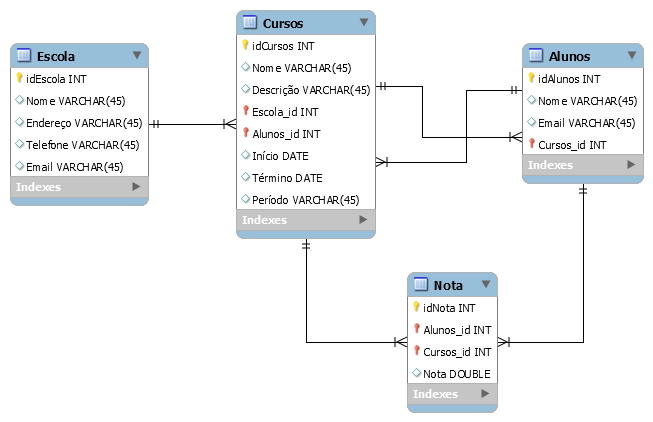 Escola
idEscola INT
Nome VARCHAR(45)
Endereço VARCHAR(45)
Telefone VARCHAR(45)
Email VARCHAR(45)
Indexes
Cursos
idCursos INT
Nome VARCHAR(45)
Descrição VARCHAR(45)
Escola_id INT
Alunos_id INT
Início DATE
Término DATE
Período VARCHAR(45)
Indexes
Alunos
idAlunos INT
Nome VARCHAR(45)
Email VARCHAR(45)
Cursos_id INT
Indexes
Nota
idNota INT
Alunos_id INT
Cursos_id INT
Nota DOUBLE
Indexes